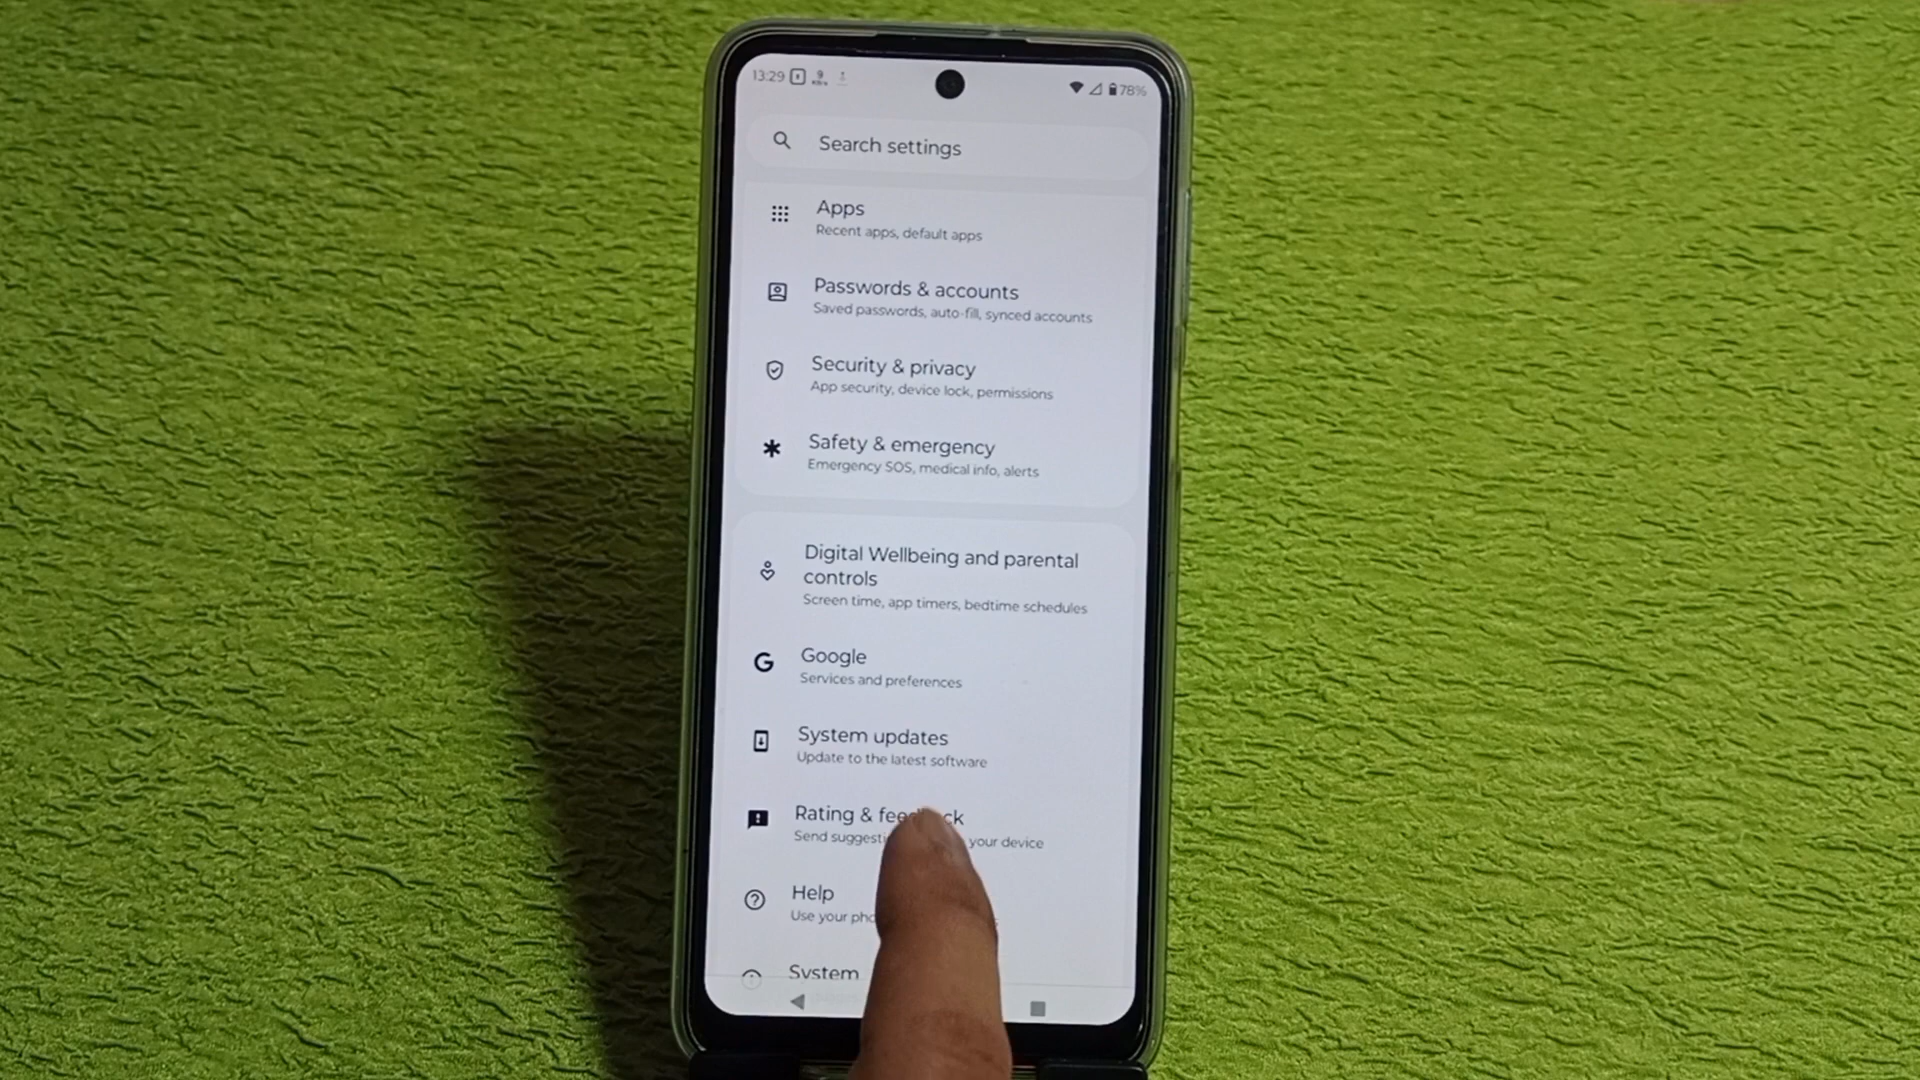 13:29 78%
Search settings
Apps
Recent apps, default apps
Passwords & accounts
Saved passwords, auto-fill, synced accounts
Security & privacy
App security, device lock, permissions
Safety & emergency
Emergency SOS, medical info, alerts
Digital Wellbeing and parental
controls
Screen time, app timers, bedtime schedules
Google
Services and preferences
System updates
Update to the latest software
Rating &
Send your device
Help
Use your
System